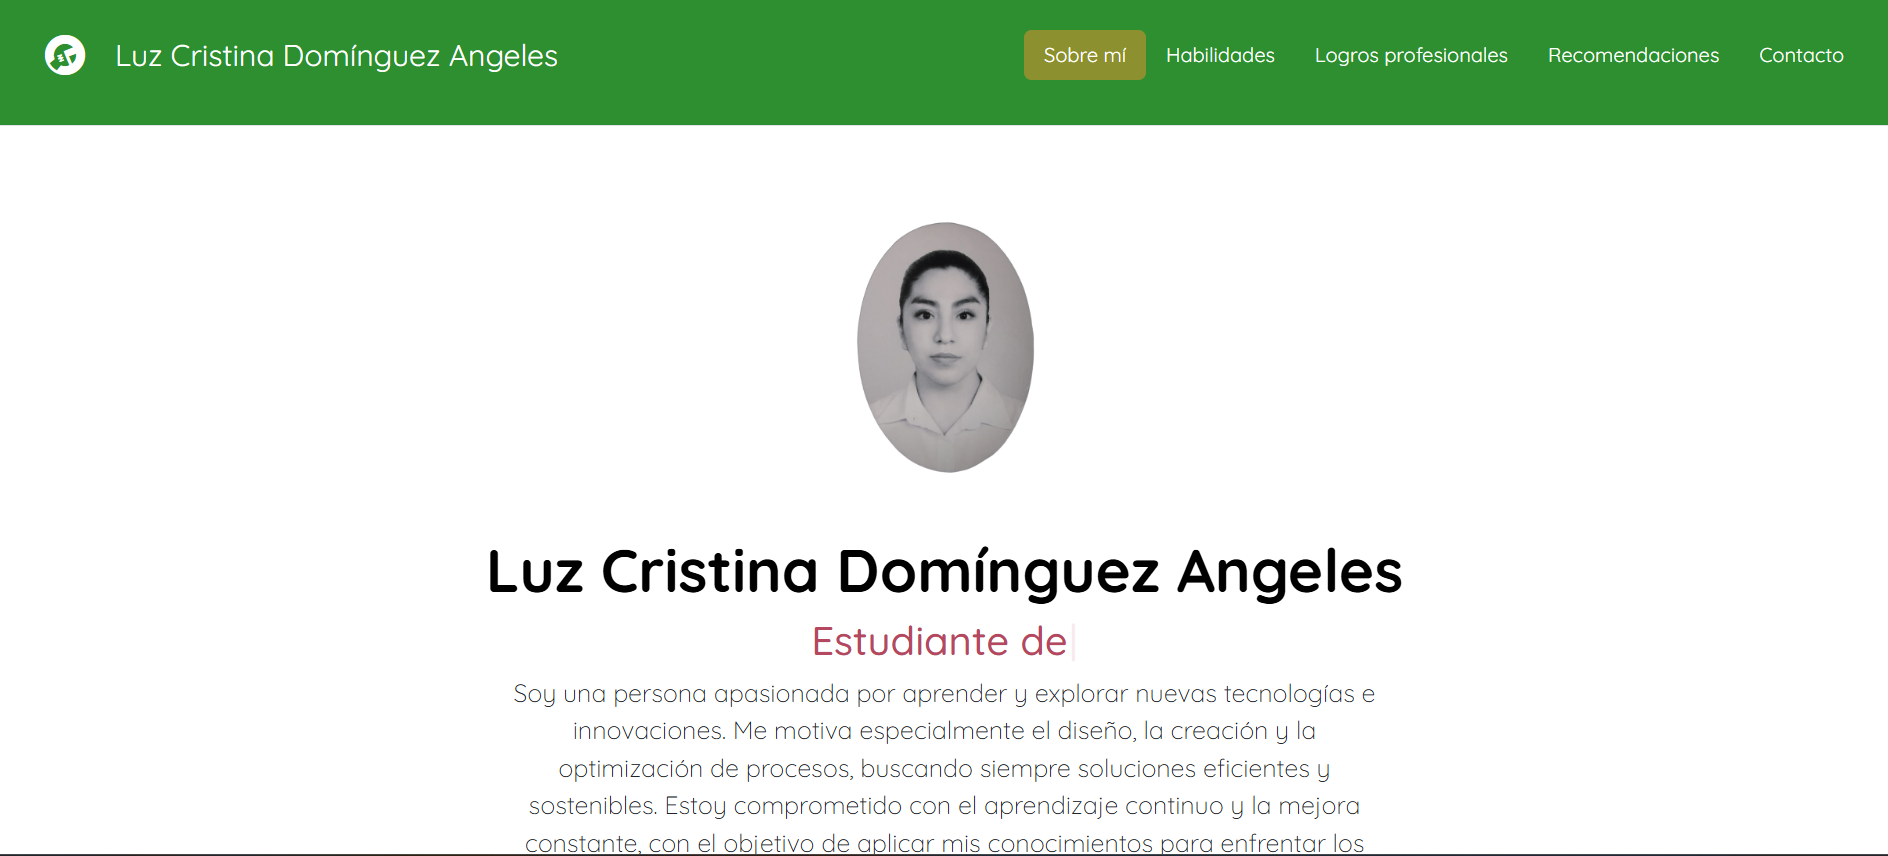 Luz Cristina Domínguez Angeles
Sobre mí
Habilidades
Logros profesionales
Recomendaciones
Contacto
Luz Cristina Domínguez Angeles
Estudiante de
Soy una persona apasionada por aprender y explorar nuevas tecnologías e
innovaciones. Me motiva especialmente el diseño, la creación y la
optimización de procesos, buscando siempre soluciones eficientes y
sostenibles. Estoy comprometido con el aprendizaje continuo y la mejora
constante, con el objetivo de aplicar mis conocimientos para enfrentar los